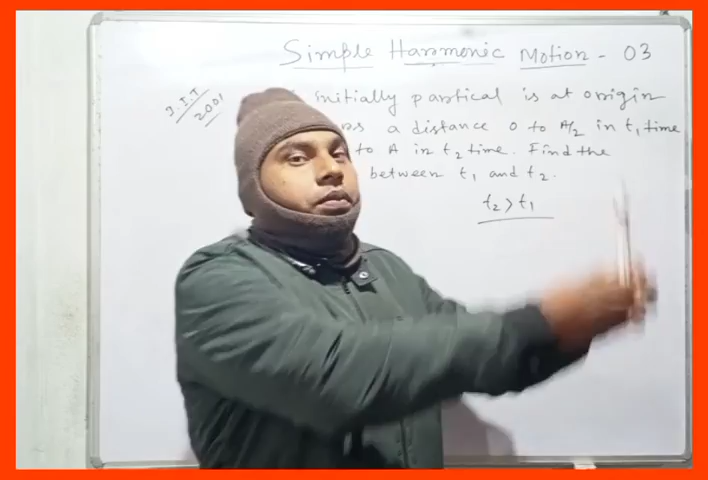 Simple Harmonic Motion - 03
J.I.T
2001
initially partical is at origin
a distance 0 to A/2 in t₁ time
to A in t₂ time. Find the
between t₁ and t₂.
t₂ > t₁